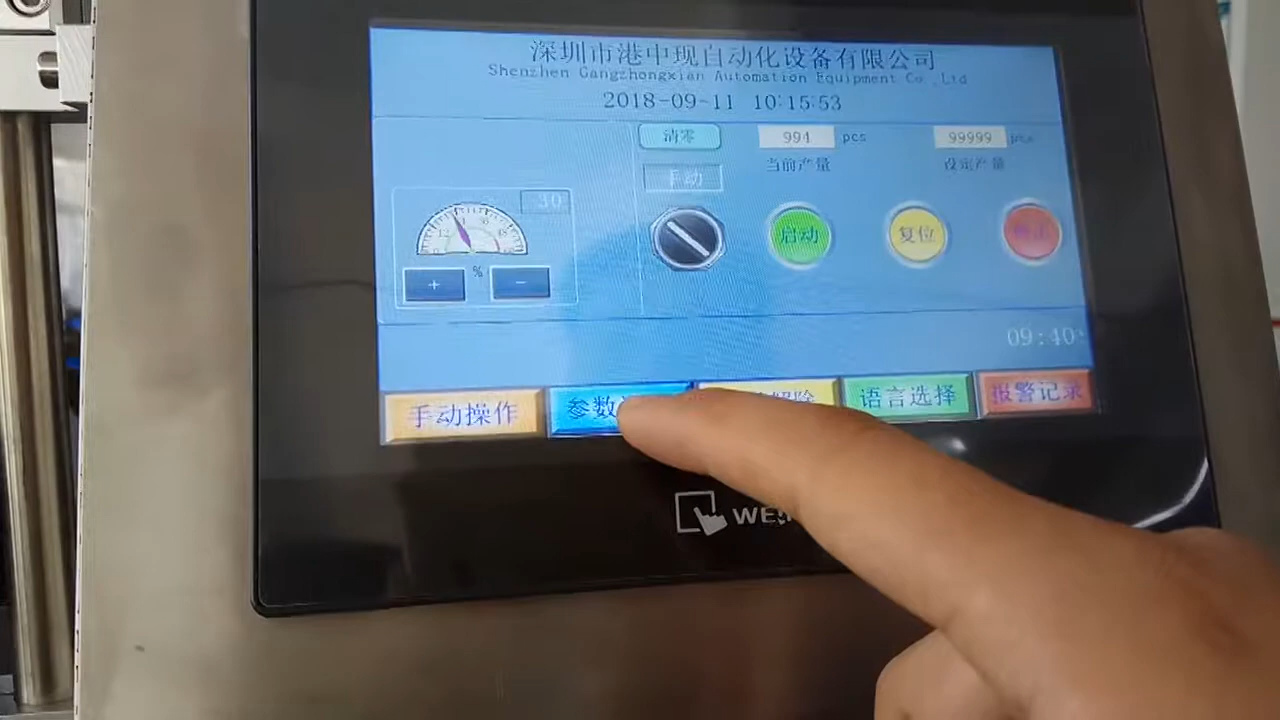 深圳市港中现自动化设备有限公司
Shenzhen Gangzhongxian Automation Equipment Co.,Ltd
2018-09-11 10:15:53
清零
994 pcs
99999 pcs
手动
当前产量
设定产量
30
启动
复位
%
+
-
09:40
手动操作
参数
解除
语言选择
报警记录